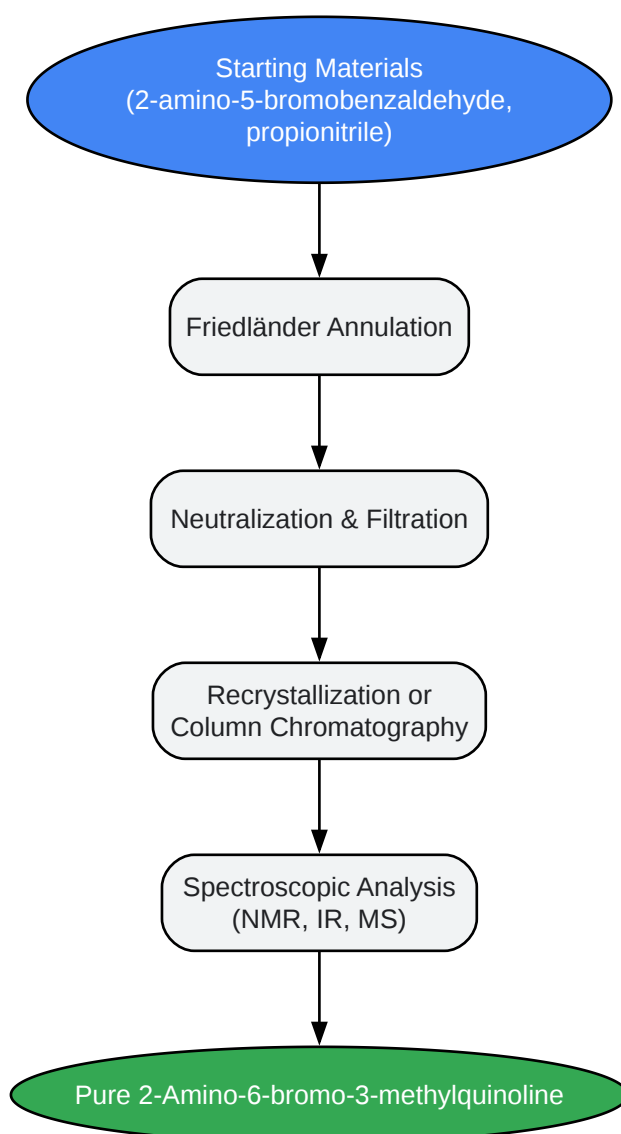 Starting Materials
(2-amino-5-bromobenzaldehyde,
propionitrile)
Friedländer Annulation
Neutralization & Filtration
Recrystallization or
Column Chromatography
Spectroscopic Analysis
(NMR, IR, MS)
Pure 2-Amino-6-bromo-3-methylquinoline